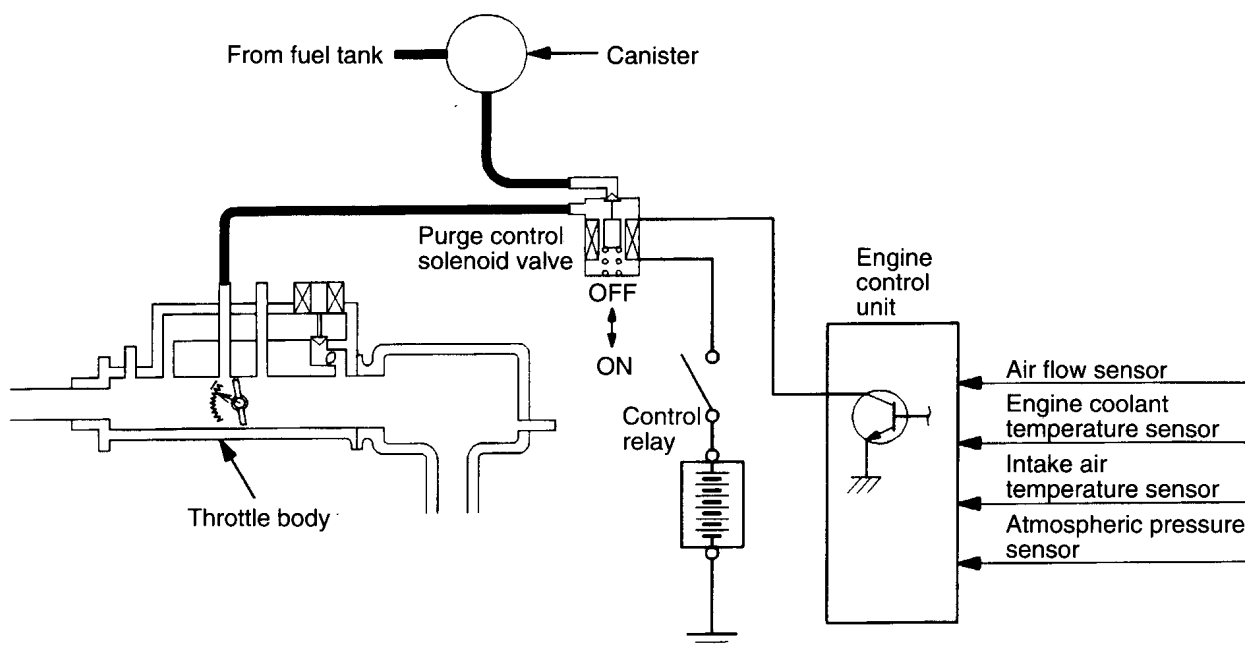 From fuel tank
Canister
Purge control
solenoid valve
OFF
ON
Engine
control
unit
Air flow sensor
Engine coolant
temperature sensor
Intake air
temperature sensor
Atmospheric pressure
sensor
Control
relay
Throttle body